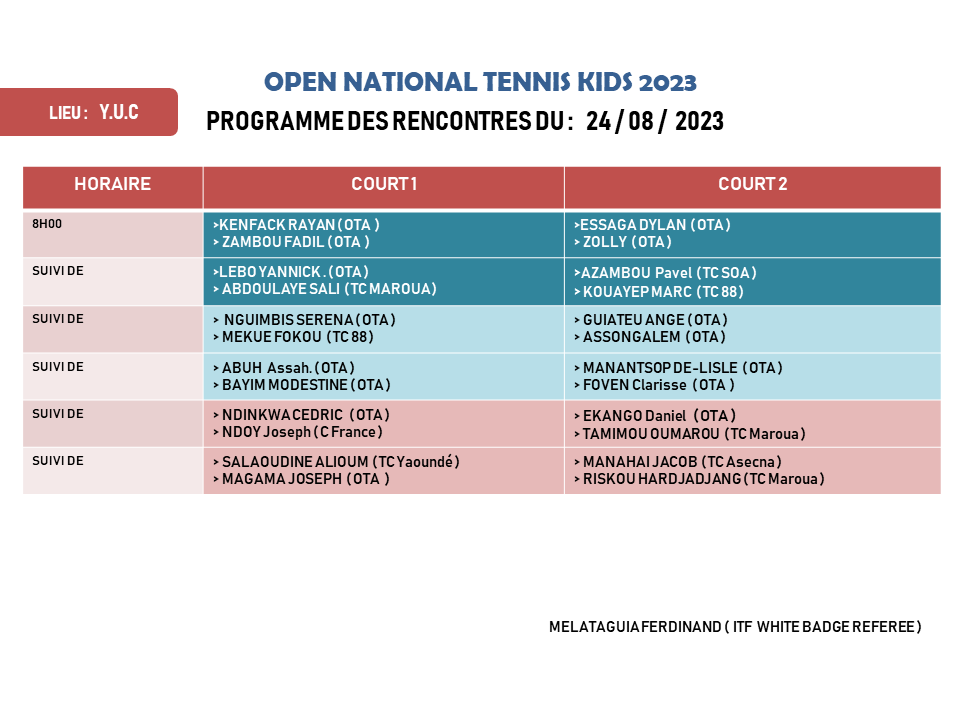 OPEN NATIONAL TENNIS KIDS 2023
LIEU : Y.U.C
PROGRAMME DES RENCONTRES DU : 24 / 08 / 2023
HORAIRE COURT 1 COURT 2
8H00
>KENFACK RAYAN ( OTA )
> ZAMBOU FADIL ( OTA )
>ESSAGA DYLAN ( OTA )
> ZOLLY ( OTA )
SUIVI DE
>LEBO YANNICK . ( OTA )
> ABDOULAYE SALI ( TC MAROUA)
>AZAMBOU Pavel ( TC SOA )
> KOUAYEP MARC ( TC 88 )
SUIVI DE
> NGUIMBIS SERENA ( OTA )
> MEKUE FOKOU ( TC 88 )
> GUIATEU ANGE ( OTA )
> ASSONGALEM ( OTA )
SUIVI DE
> ABUH Assah. ( OTA )
> BAYIM MODESTINE ( OTA )
> MANANTSOP DE-LISLE ( OTA )
> FOVEN Clarisse ( OTA )
SUIVI DE
> NDINKWA CEDRIC ( OTA )
> NDOY Joseph ( C France )
> EKANGO Daniel ( OTA )
> TAMIMOU OUMAROU ( TC Maroua )
SUIVI DE
> SALAOUDINE ALIOUM ( TC Yaoundé )
> MAGAMA JOSEPH ( OTA )
> MANAHAI JACOB ( TC Asecna )
> RISKOU HARDJADJANG ( TC Maroua )
MELATAGUIA FERDINAND ( ITF WHITE BADGE REFEREE )